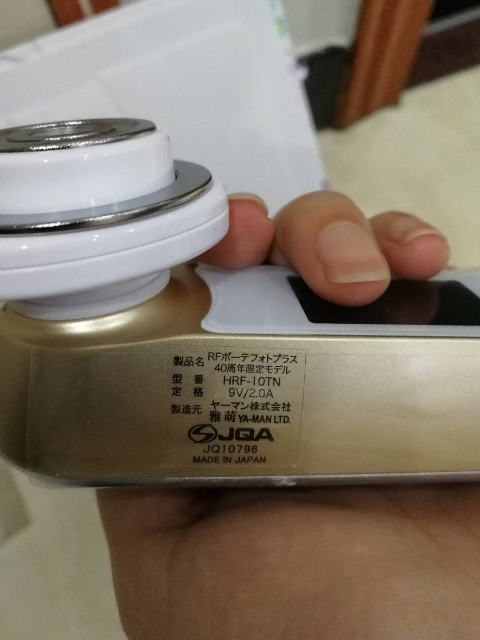 製品名 RFボーテフォトプラス
40周年限定モデル
型番 HRF-10TN
定格 9V/2.0A
製造元 ヤーマン株式会社
雅萌 YA-MAN LTD.
JQA
JQ10796
MADE IN JAPAN